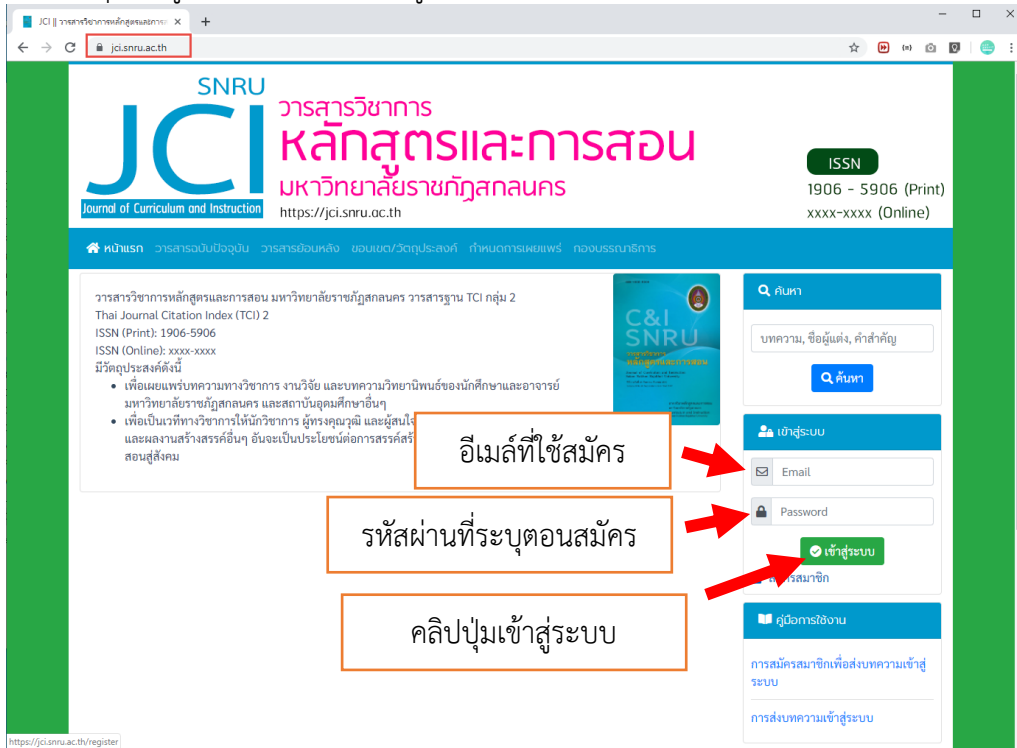 JCI || วารสารวิชาการหลักสูตรและการส
jci.snru.ac.th
SNRU
JCI
Journal of Curriculum and Instruction
วารสารวิชาการ
หลักสูตรและการสอน
มหาวิทยาลัยราชภัฏสกลนคร
https://jci.snru.ac.th
ISSN
1906 - 5906 (Print)
xxxx-xxxx (Online)
หน้าแรก วารสารฉบับปัจจุบัน วารสารย้อนหลัง ขอบเขต/วัตถุประสงค์ กำหนดการเผยแพร่ กองบรรณาธิการ
วารสารวิชาการหลักสูตรและการสอน มหาวิทยาลัยราชภัฏสกลนคร วารสารฐาน TCI กลุ่ม 2
Thai Journal Citation Index (TCI) 2
ISSN (Print): 1906-5906
ISSN (Online): xxxx-xxxx
มีวัตถุประสงค์ดังนี้
เพื่อเผยแพร่บทความทางวิชาการ งานวิจัย และบทความวิทยานิพนธ์ของนักศึกษาและอาจารย์
มหาวิทยาลัยราชภัฏสกลนคร และสถาบันอุดมศึกษาอื่นๆ
เพื่อเป็นเวทีทางวิชาการให้นักวิชาการ ผู้ทรงคุณวุฒิ และผู้สนใจ
และผลงานสร้างสรรค์อื่นๆ อันจะเป็นประโยชน์ต่อการสรรค์สร้
สอนสู่สังคม
C&I
SNRU
หลักสูตรและการสอน
ค้นหา
บทความ, ชื่อผู้แต่ง, คำสำคัญ
ค้นหา
เข้าสู่ระบบ
Email
Password
เข้าสู่ระบบ
รสมาชิก
อีเมล์ที่ใช้สมัคร
รหัสผ่านที่ระบุตอนสมัคร
คลิปปุ่มเข้าสู่ระบบ
คู่มือการใช้งาน
การสมัครสมาชิกเพื่อส่งบทความเข้าสู่
ระบบ
การส่งบทความเข้าสู่ระบบ
https://jci.snru.ac.th/register